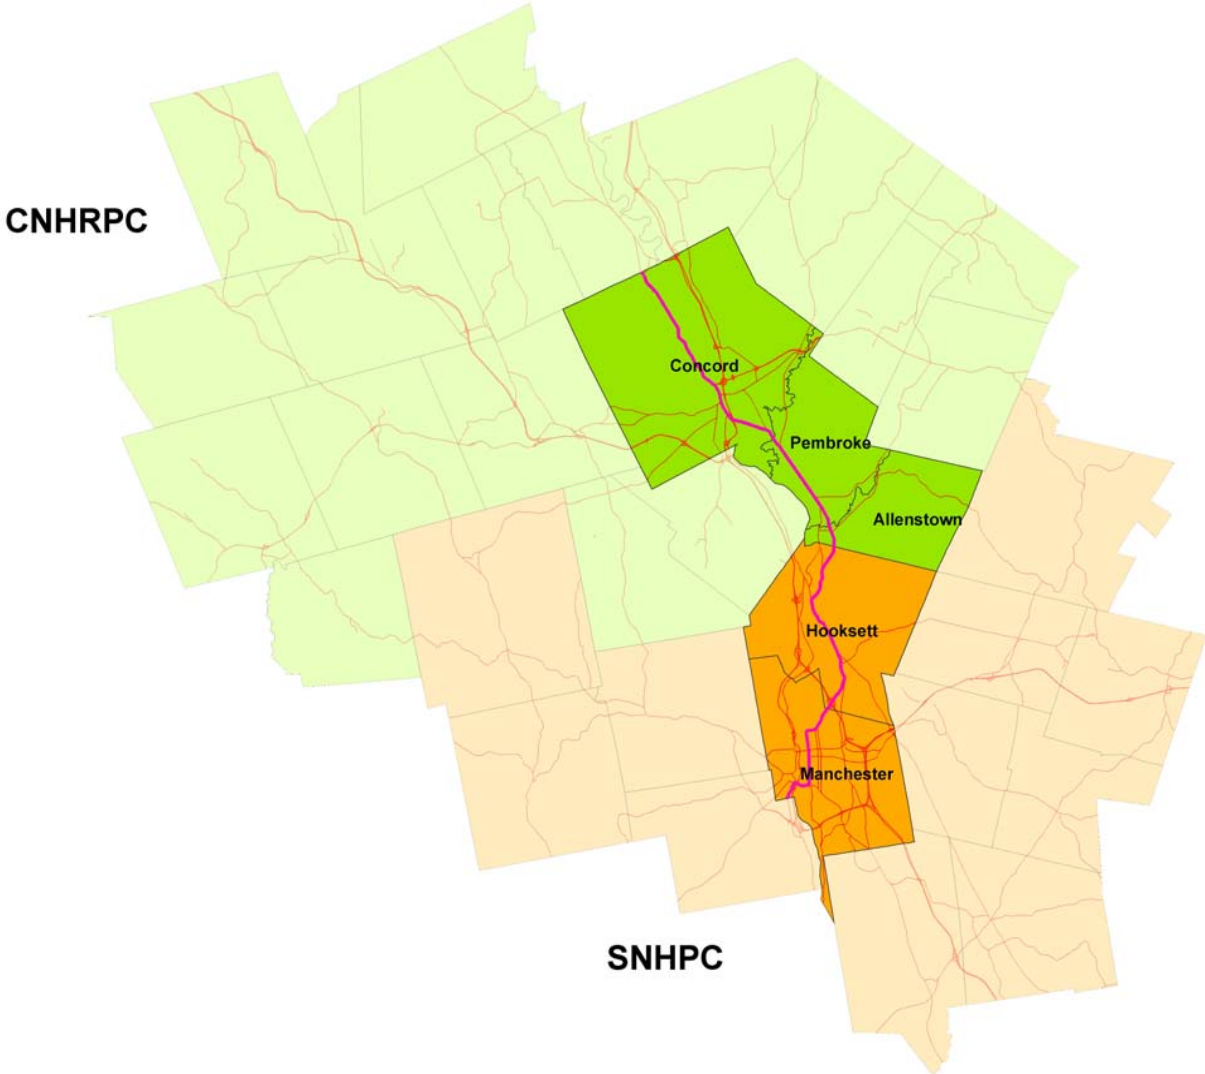 CNHRPC
Concord
Pembroke
Allenstown
Hooksett
Manchester
SNHPC